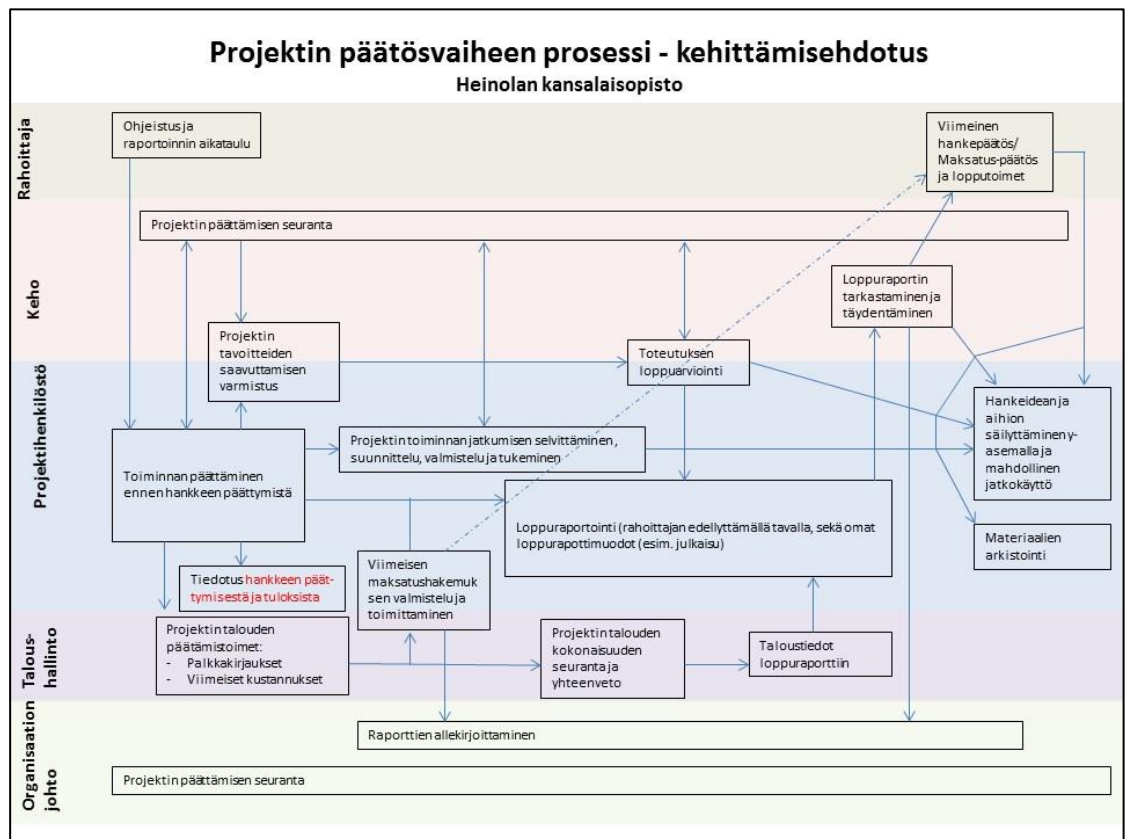 Projektin päätösvaiheen prosessi - kehittämisehdotus
Heinolan kansalaisopisto
Rahoittaja
Ohjeistus ja
raportoinnin aikataulu
Viimeinen
hankepäätös/
Maksatus-päätös
ja lopputoimet
Keho
Projektin päättämisen seuranta
Loppuraportin
tarkastaminen ja
täydentäminen
Projektin
tavoitteiden
saavuttamisen
varmistus
Toteutuksen
loppuarviointi
Projektihenkilöstö
Hankeidean ja
aihion
säilyttäminen y-
asemalla ja
mahdollinen
jatkokäyttö
Toiminnan päättäminen
ennen hankkeen päättymistä
Projektin toiminnan jatkumisen selvittäminen,
suunnittelu, valmistelu ja tukeminen
Loppuraportointi (rahoittajan edellyttämällä tavalla, sekä omat
loppurapottimuodot (esim. julkaisu)
Materiaalien
arkistointi
Viimeisen
maksatushakemuk
sen valmistelu ja
toimittaminen
Tiedotus hankkeen päät-
tymisestä ja tuloksista
Talous-
hallinto
Projektin talouden
päätämistoimet:
- Palkkakirjaukset
- Viimeiset kustannukset
Projektin talouden
kokonaisuuden
seuranta ja
yhteenveto
Taloustiedot
loppuraporttiin
Organisaation
johto
Raporttien allekirjoittaminen
Projektin päättämisen seuranta